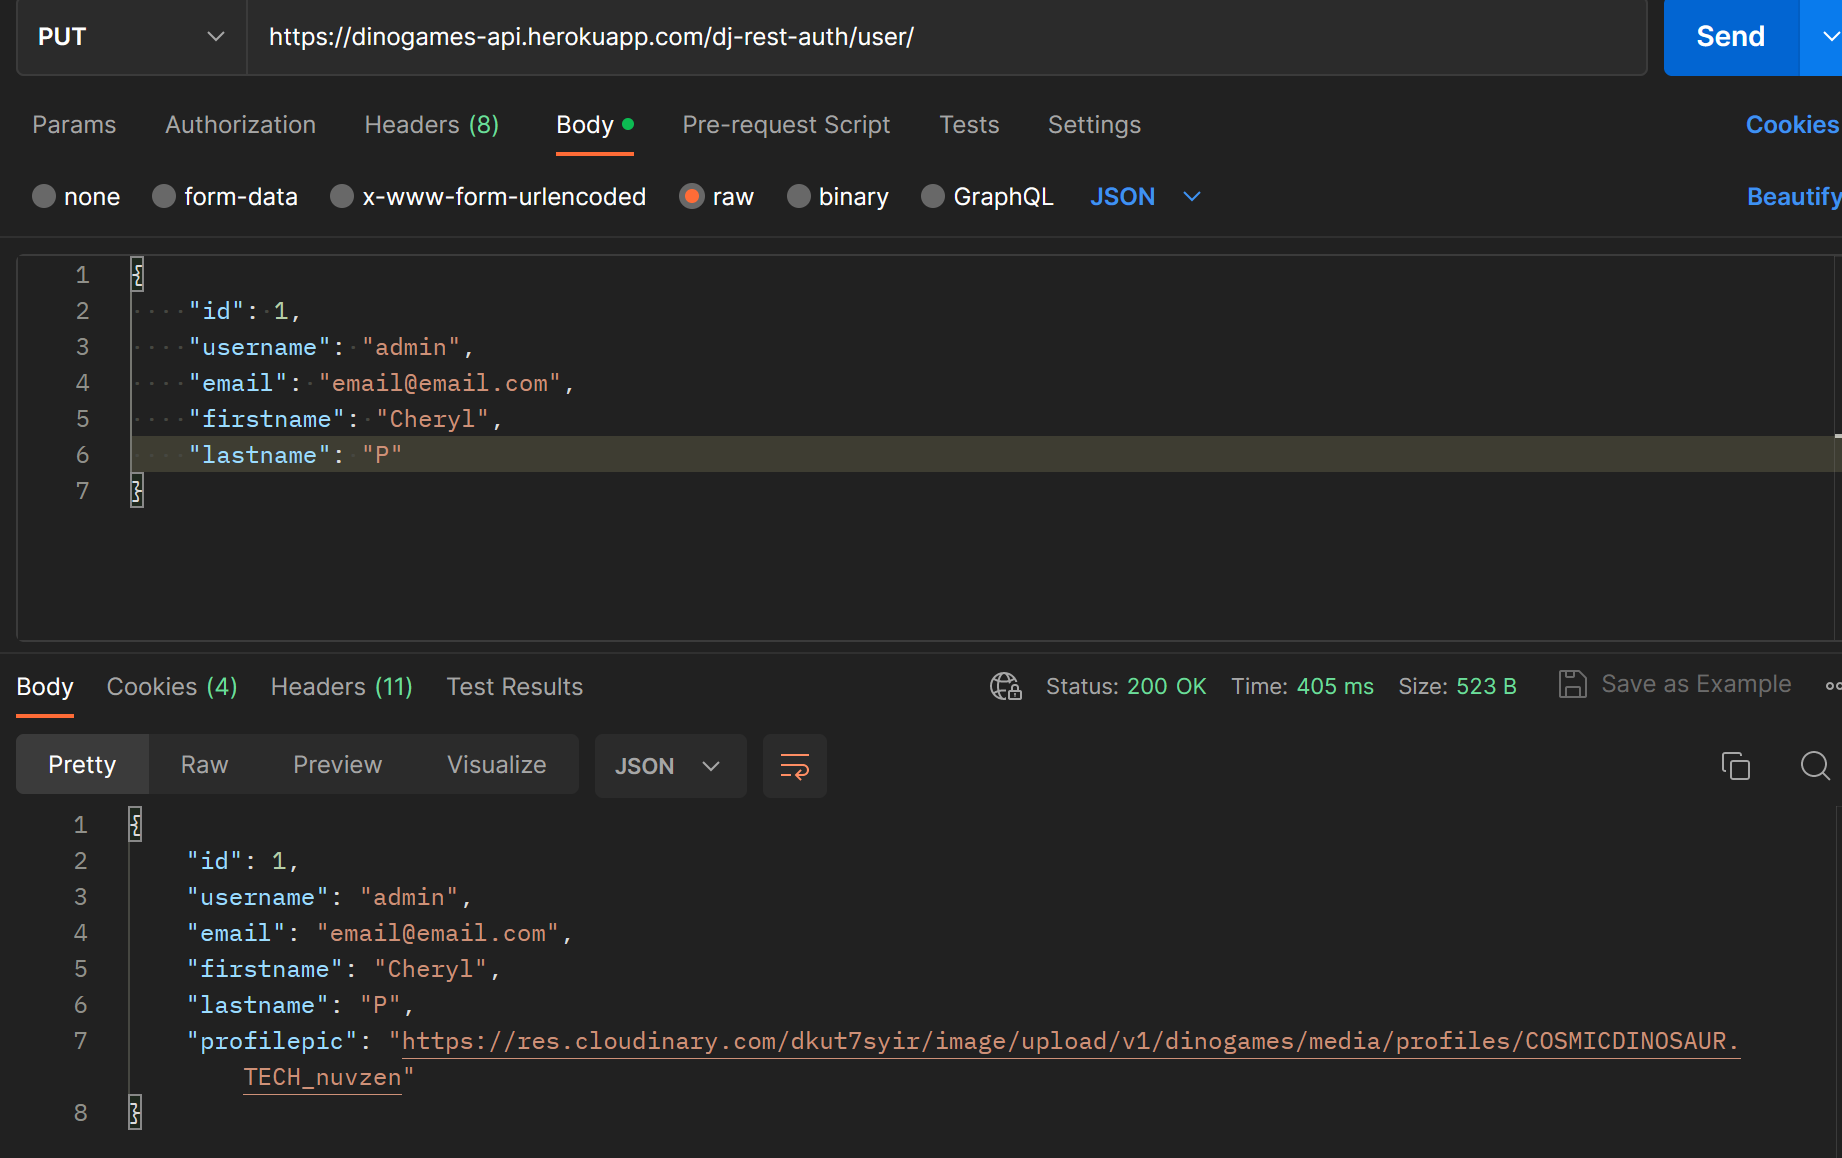 PUT https://dinogames-api.herokuapp.com/dj-rest-auth/user/ Send
Params Authorization Headers (8) Body Pre-request Script Tests Settings Cookies
none form-data x-www-form-urlencoded raw binary GraphQL JSON Beautify
1 {
2 "id": 1,
3 "username": "admin",
4 "email": "email@email.com",
5 "firstname": "Cheryl",
6 "lastname": "P"
7 }
Body Cookies (4) Headers (11) Test Results Status: 200 OK Time: 405 ms Size: 523 B Save as Example
Pretty Raw Preview Visualize JSON
1 {
2 "id": 1,
3 "username": "admin",
4 "email": "email@email.com",
5 "firstname": "Cheryl",
6 "lastname": "P",
7 "profilepic": "https://res.cloudinary.com/dkut7syir/image/upload/v1/dinogames/media/profiles/COSMICDINOSAUR.
TECH_nuvzen"
8 }